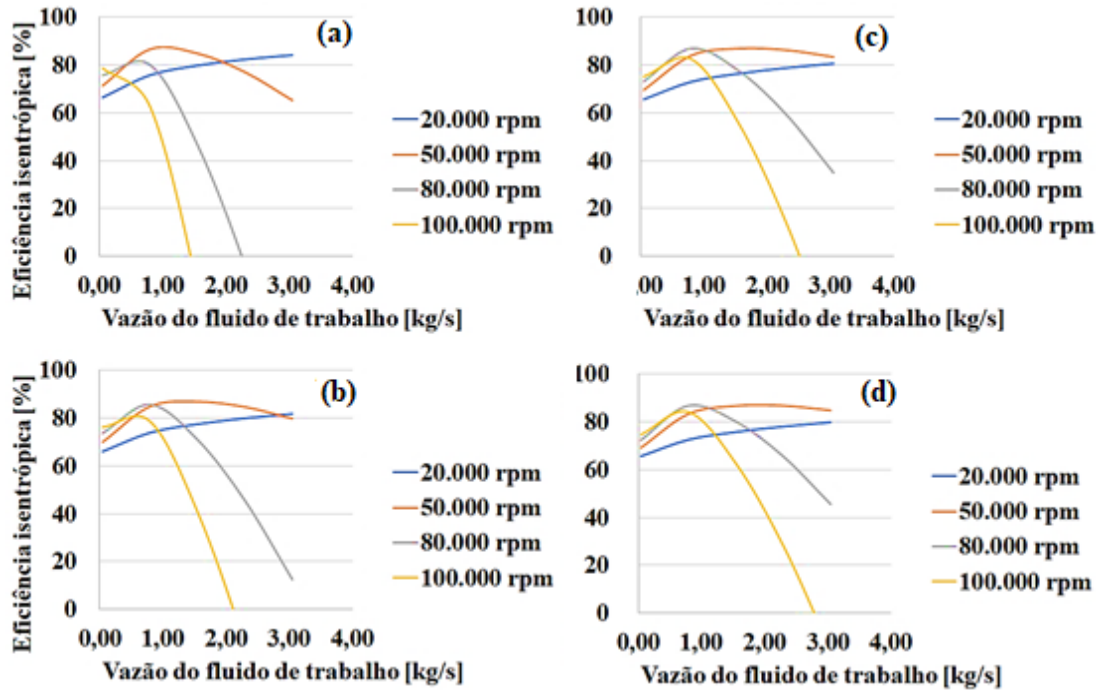 Eficiência isentrópica [%]
100
80
60
40
20
0
0,00 1,00 2,00 3,00 4,00
Vazão do fluido de trabalho [kg/s]
(a)
20.000 rpm
50.000 rpm
80.000 rpm
100.000 rpm
100
80
60
40
20
0
0,00 1,00 2,00 3,00 4,00
Vazão do fluido de trabalho [kg/s]
(c)
20.000 rpm
50.000 rpm
80.000 rpm
100.000 rpm
Eficiência isentrópica [%]
100
80
60
40
20
0
0,00 1,00 2,00 3,00 4,00
Vazão do fluido de trabalho [kg/s]
(b)
20.000 rpm
50.000 rpm
80.000 rpm
100.000 rpm
100
80
60
40
20
0
0,00 1,00 2,00 3,00 4,00
Vazão do fluido de trabalho [kg/s]
(d)
20.000 rpm
50.000 rpm
80.000 rpm
100.000 rpm